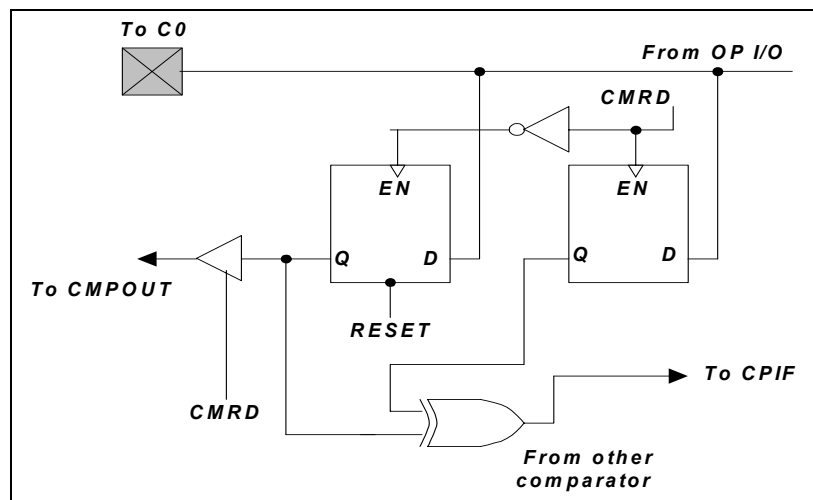 To C0
From OP I/O
CMRD
EN
EN
Q
D
Q
D
To CMPOUT
RESET
To CPIF
CMRD
From other
comparator